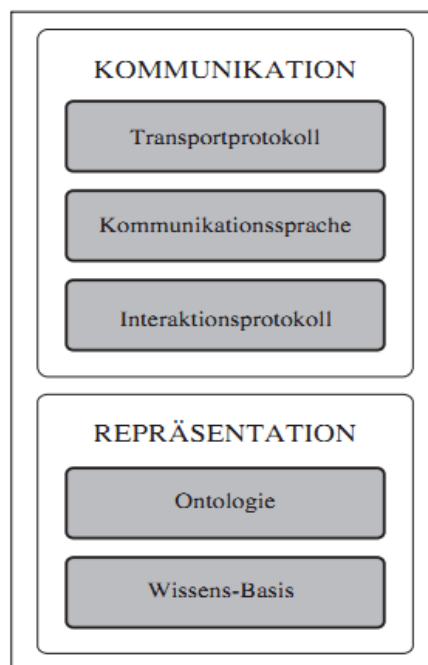 KOMMUNIKATION
Transportprotokoll
Kommunikationssprache
Interaktionsprotokoll
REPRÄSENTATION
Ontologie
Wissens-Basis